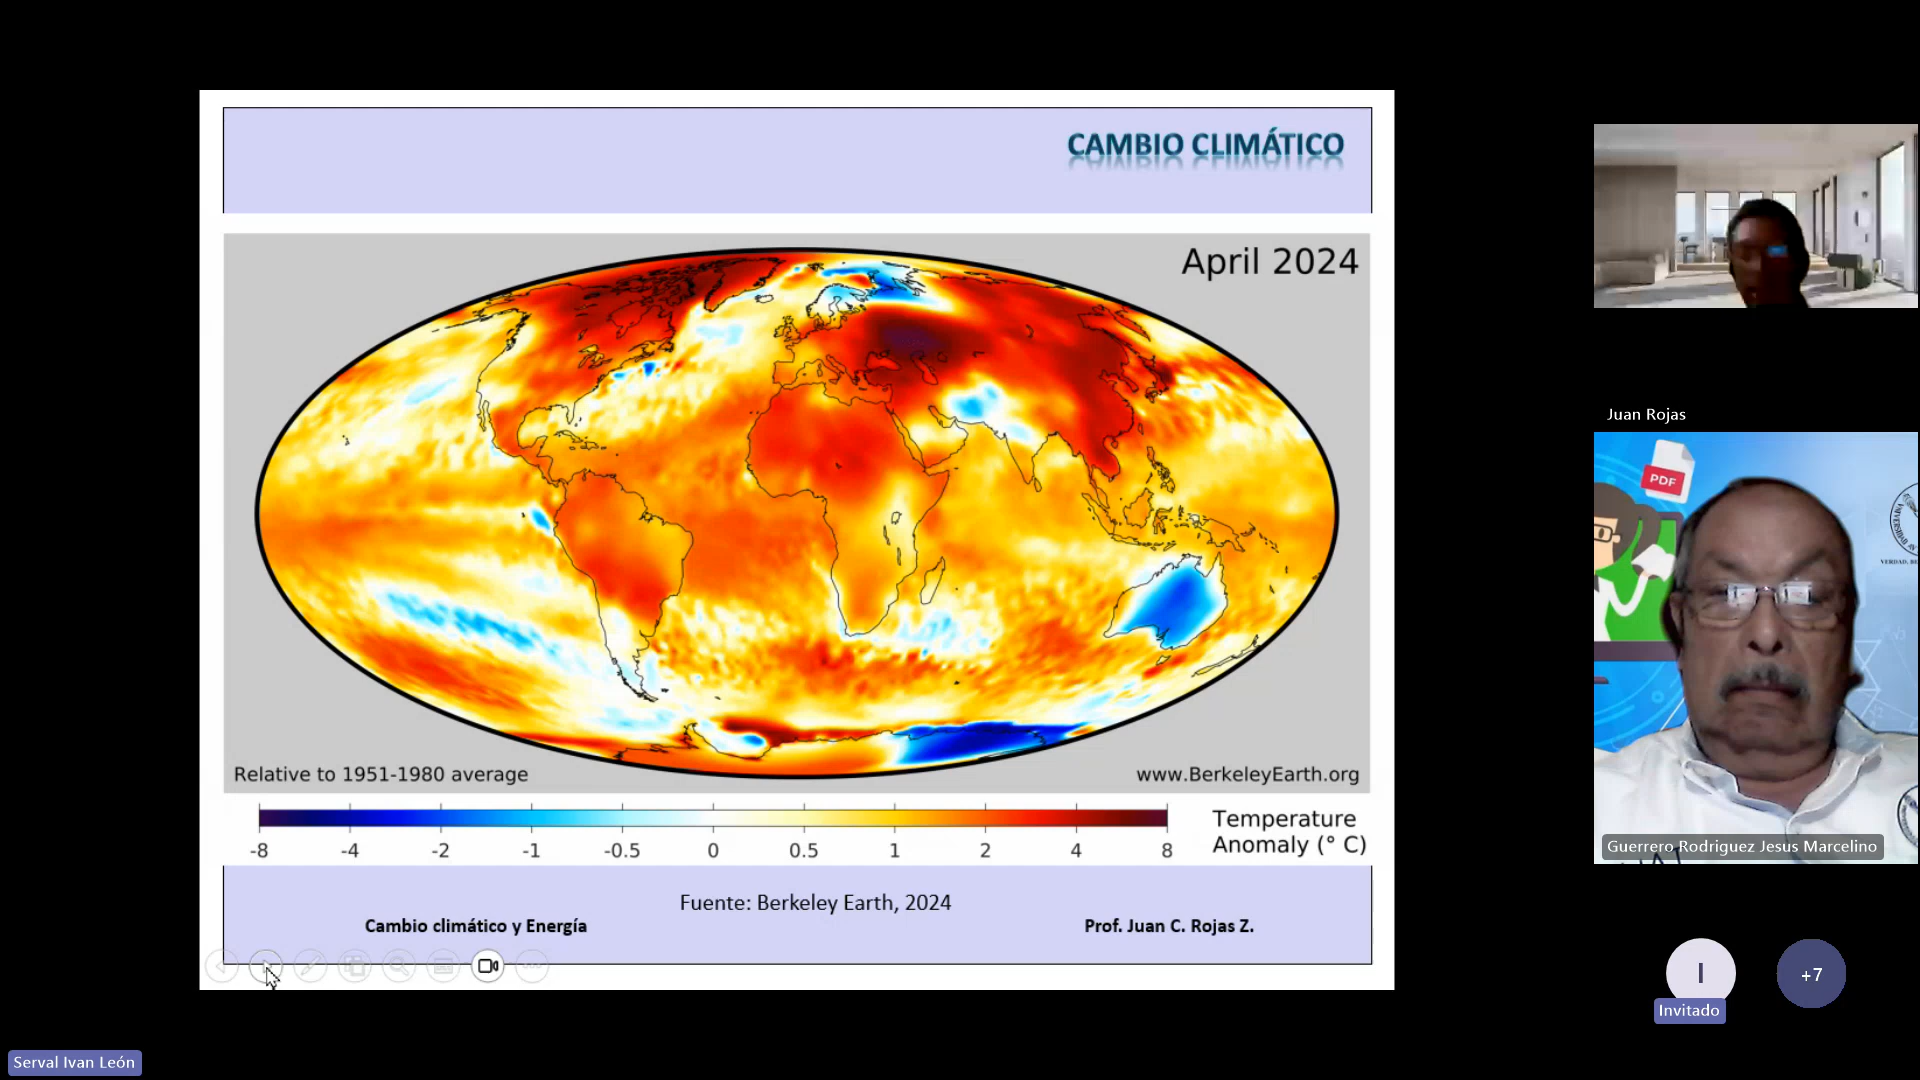 CAMBIO CLIMÁTICO
April 2024
Relative to 1951-1980 average
www.BerkeleyEarth.org
-8 -4 -2 -1 -0.5 0 0.5 1 2 4 8
Temperature
Anomaly (° C)
Fuente: Berkeley Earth, 2024
Cambio climático y Energía
Prof. Juan C. Rojas Z.
Juan Rojas
PDF
Guerrero Rodriguez Jesus Marcelino
I
+7
Invitado
Serval Ivan León